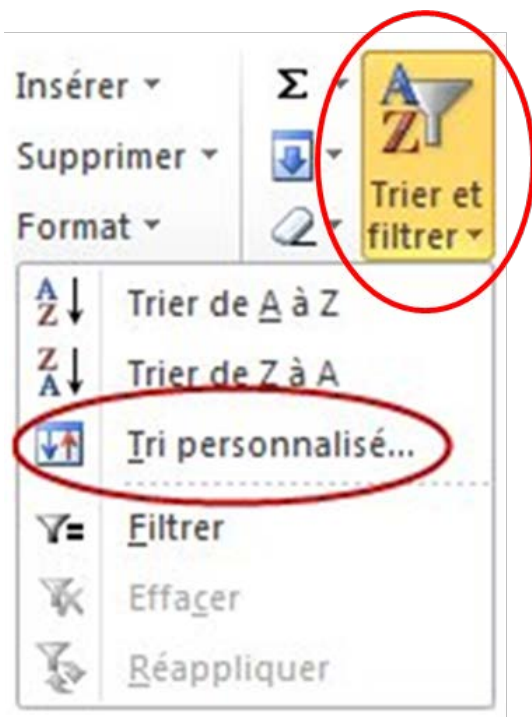 Insérer
Supprimer
Format
Σ
Trier et
filtrer
Trier de A à Z
Trier de Z à A
Tri personnalisé...
Filtrer
Effacer
Réappliquer